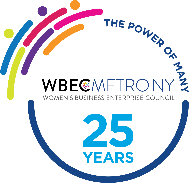 THE POWER OF MANY
WBEC METRO NY
WOMEN'S BUSINESS ENTERPRISE COUNCIL
25
YEARS